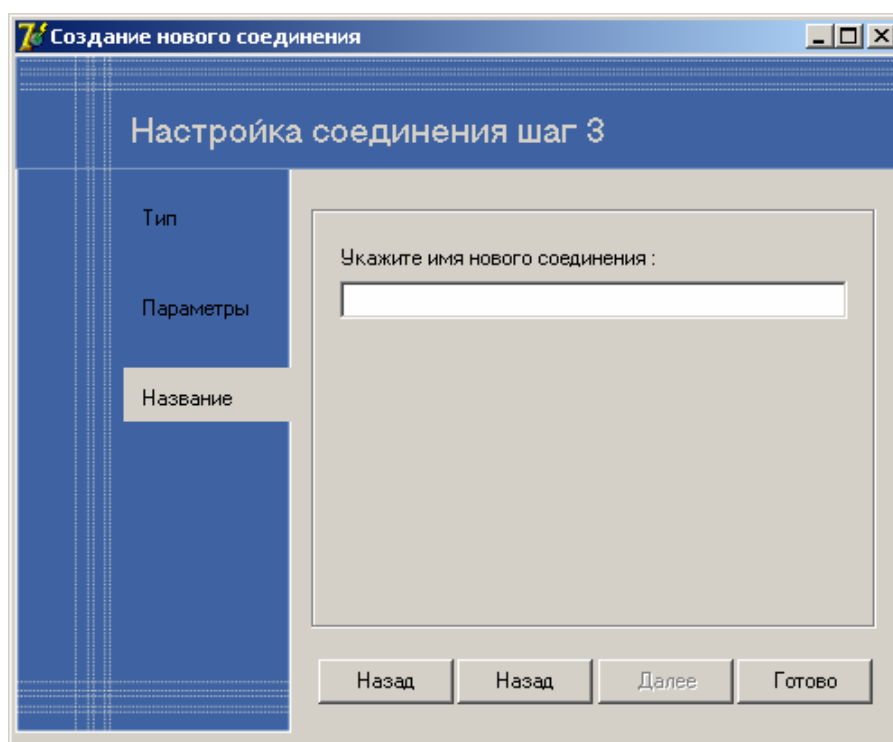 Создание нового соединения
Настройка соединения шаг 3
Тип
Укажите имя нового соединения :
Параметры
Название
Назад Назад Далее Готово